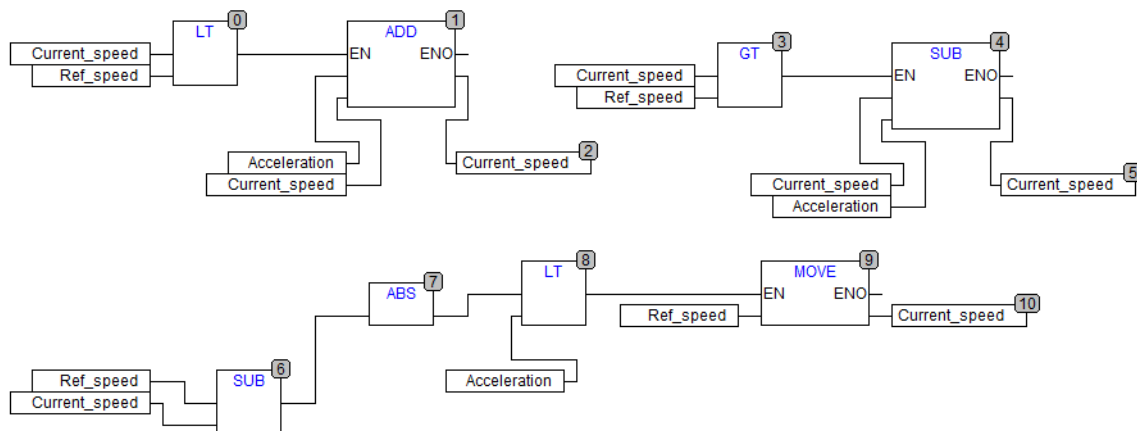 LT 0
Current_speed
Ref_speed
ADD 1
EN ENO
Acceleration
Current_speed
Current_speed 2
GT 3
Current_speed
Ref_speed
SUB 4
EN ENO
Current_speed
Acceleration
Current_speed 5
SUB 6
Ref_speed
Current_speed
ABS 7
LT 8
Acceleration
MOVE 9
EN ENO
Ref_speed
Current_speed 10